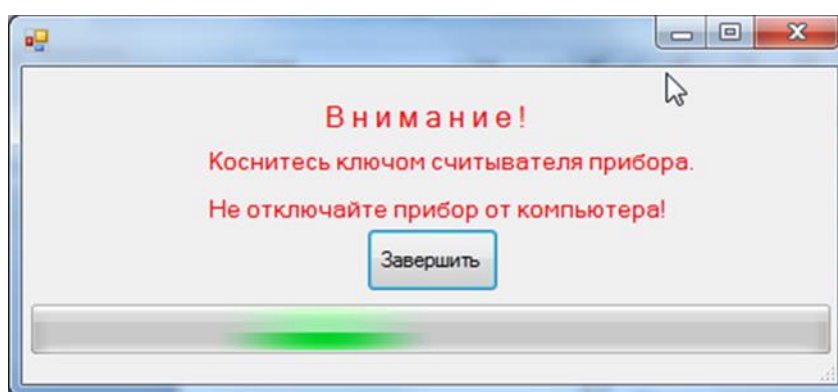 Внимание!
Коснитесь ключом считывателя прибора.
Не отключайте прибор от компьютера!
Завершить